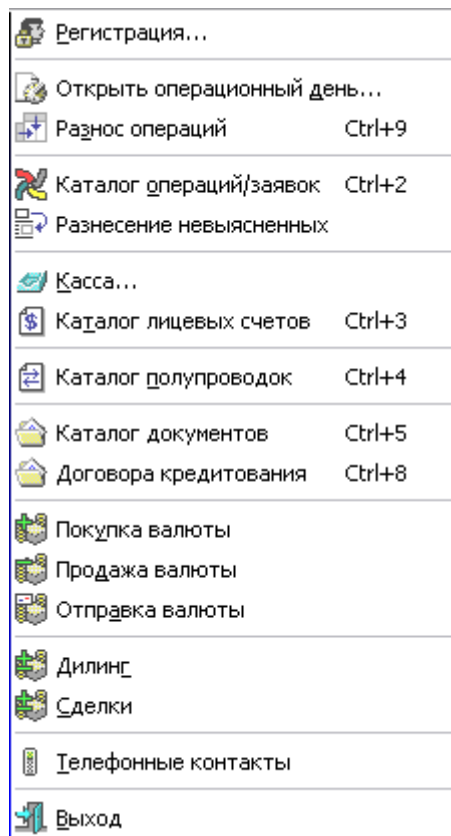 Регистрация...
Открыть операционный день...
Разнос операций Ctrl+9
Каталог операций/заявок Ctrl+2
Разнесение невыясненных
Касса...
Каталог лицевых счетов Ctrl+3
Каталог полупроводок Ctrl+4
Каталог документов Ctrl+5
Договора кредитования Ctrl+8
Покупка валюты
Продажа валюты
Отправка валюты
Дилинг
Сделки
Телефонные контакты
Выход